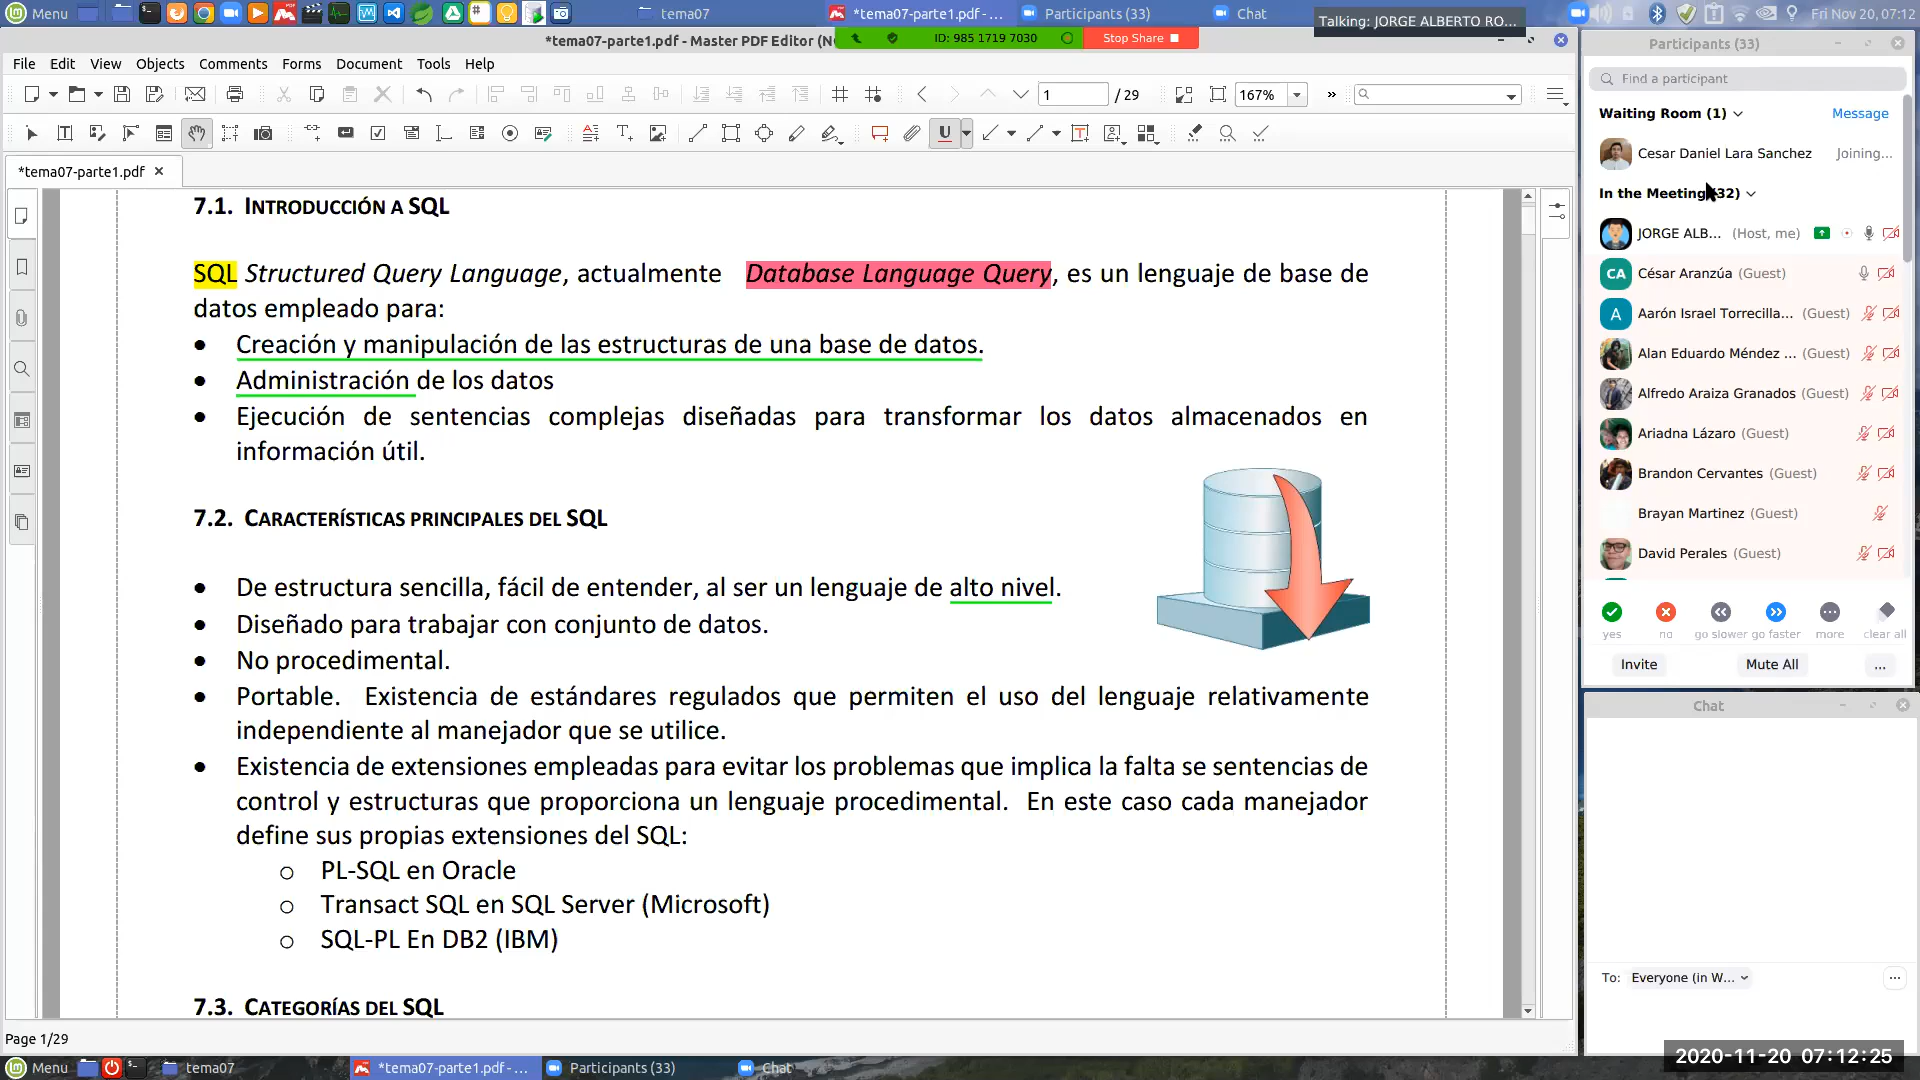 Menu
tema07
*tema07-parte1.pdf - ...
Participants (33)
Chat
Talking: JORGE ALBERTO RO...
Fri Nov 20, 07:12
*tema07-parte1.pdf - Master PDF Editor (N
ID: 985 1719 7030
Stop Share
File Edit View Objects Comments Forms Document Tools Help
1 / 29
167%
*tema07-parte1.pdf
7.1. INTRODUCCIÓN A SQL
SQL Structured Query Language, actualmente Database Language Query, es un lenguaje de base de
datos empleado para:
• Creación y manipulación de las estructuras de una base de datos.
• Administración de los datos
• Ejecución de sentencias complejas diseñadas para transformar los datos almacenados en
información útil.
7.2. CARACTERÍSTICAS PRINCIPALES DEL SQL
• De estructura sencilla, fácil de entender, al ser un lenguaje de alto nivel.
• Diseñado para trabajar con conjunto de datos.
• No procedimental.
• Portable. Existencia de estándares regulados que permiten el uso del lenguaje relativamente
independiente al manejador que se utilice.
• Existencia de extensiones empleadas para evitar los problemas que implica la falta se sentencias de
control y estructuras que proporciona un lenguaje procedimental. En este caso cada manejador
define sus propias extensiones del SQL:
o PL-SQL en Oracle
o Transact SQL en SQL Server (Microsoft)
o SQL-PL En DB2 (IBM)
7.3. CATEGORÍAS DEL SQL
Page 1/29
Participants (33)
Find a participant
Waiting Room (1)
Message
Cesar Daniel Lara Sanchez
Joining...
In the Meeting (32)
JORGE ALB... (Host, me)
CA César Aranzúa (Guest)
A Aarón Israel Torrecilla... (Guest)
Alan Eduardo Méndez ... (Guest)
Alfredo Araiza Granados (Guest)
Ariadna Lázaro (Guest)
Brandon Cervantes (Guest)
Brayan Martinez (Guest)
David Perales (Guest)
yes no go slower go faster more clear all
Invite
Mute All
...
Chat
To: Everyone (in W...
...
Menu
tema07
*tema07-parte1.pdf - ...
Participants (33)
Chat
2020-11-20 07:12:25